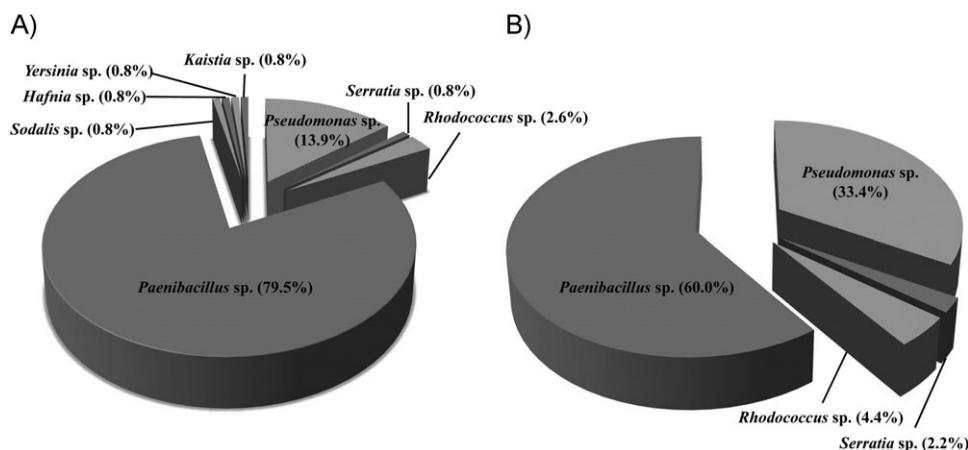 A)
Kaistia sp. (0.8%)
Yersinia sp. (0.8%)
Hafnia sp. (0.8%)
Sodalis sp. (0.8%)
Pseudomonas sp.
(13.9%)
Serratia sp. (0.8%)
Rhodococcus sp. (2.6%)
Paenibacillus sp. (79.5%)
B)
Pseudomonas sp.
(33.4%)
Paenibacillus sp. (60.0%)
Rhodococcus sp. (4.4%)
Serratia sp. (2.2%)